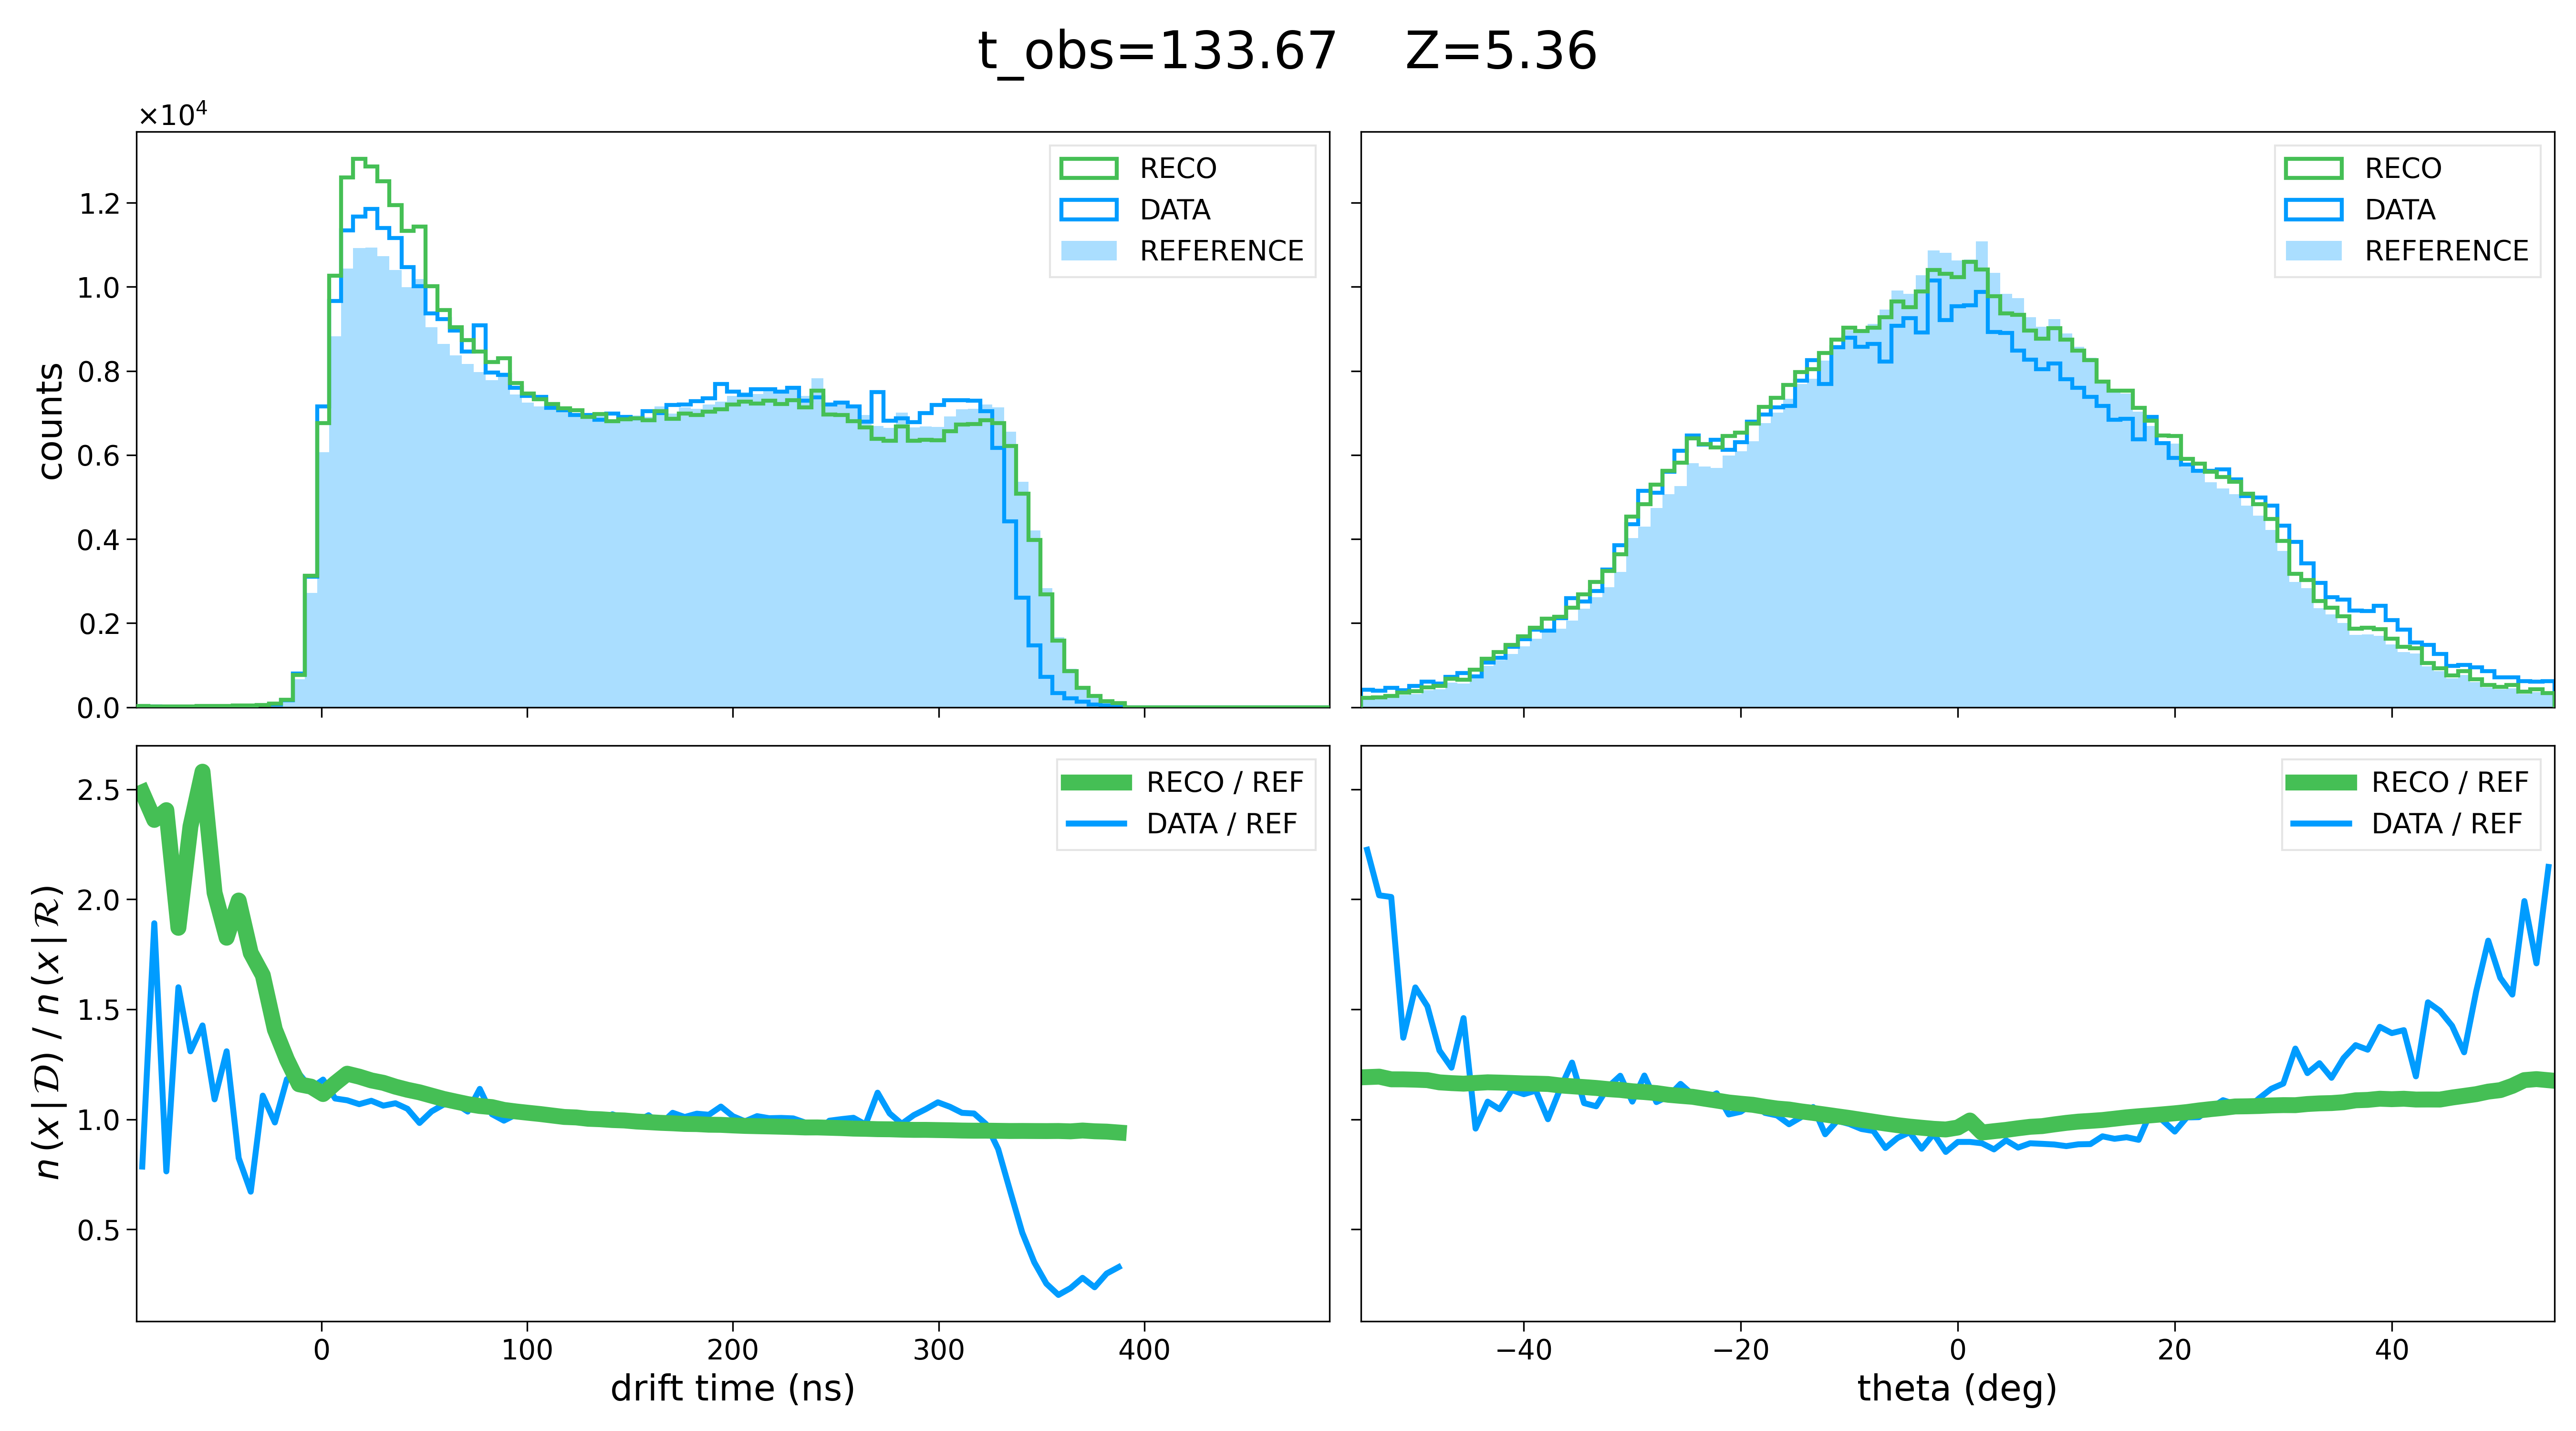 t_obs=133.67 Z=5.36
×10⁴
RECO
DATA
REFERENCE
1.2
1.0
0.8
0.6
0.4
0.2
0.0
counts
RECO
DATA
REFERENCE
RECO / REF
DATA / REF
2.5
2.0
1.5
1.0
0.5
n(x|𝒟) / n(x|ℛ)
0 100 200 300 400
drift time (ns)
RECO / REF
DATA / REF
−40 −20 0 20 40
theta (deg)